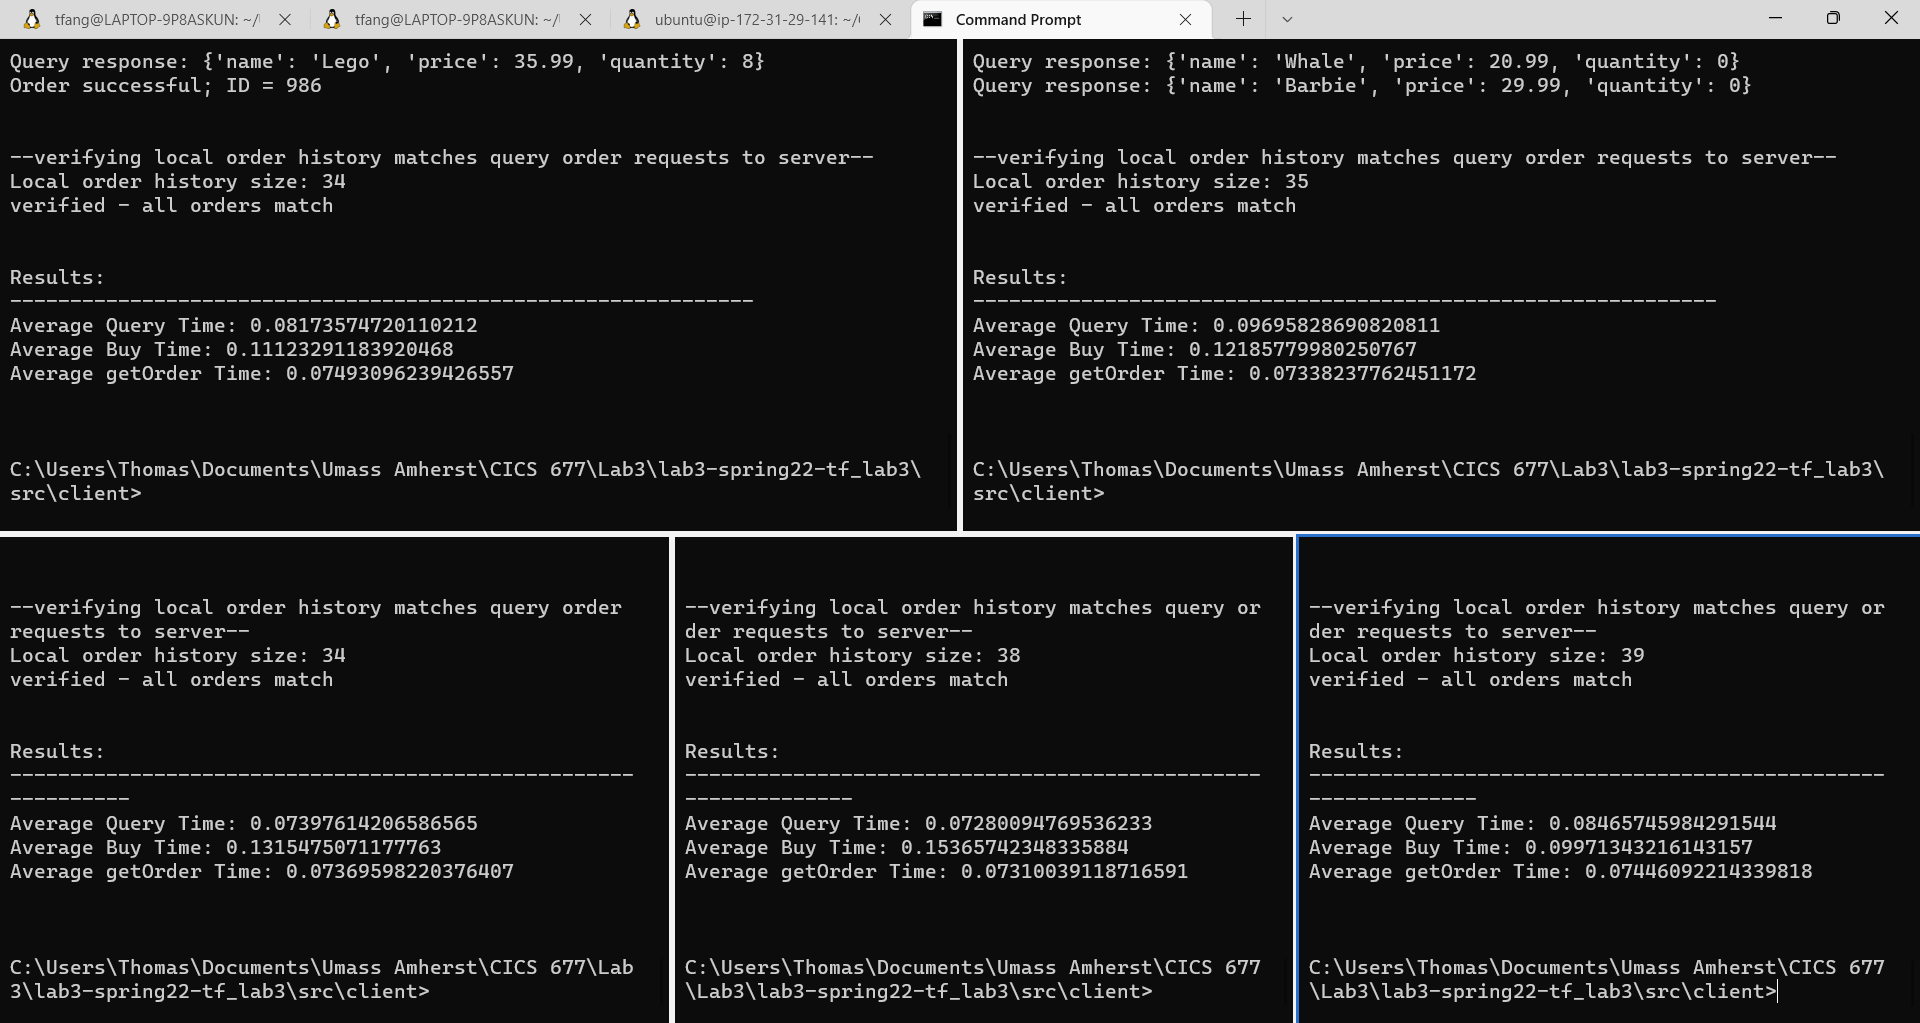 tfang@LAPTOP-9P8ASKUN: ~/
tfang@LAPTOP-9P8ASKUN: ~/
ubuntu@ip-172-31-29-141: ~/
Command Prompt
Query response: {'name': 'Lego', 'price': 35.99, 'quantity': 8}
Order successful; ID = 986
--verifying local order history matches query order requests to server--
Local order history size: 34
verified - all orders match
Results:
--------------------------------------------------------------
Average Query Time: 0.08173574720110212
Average Buy Time: 0.11123291183920468
Average getOrder Time: 0.07493096239426557
C:\Users\Thomas\Documents\Umass Amherst\CICS 677\Lab3\lab3-spring22-tf_lab3\
src\client>
Query response: {'name': 'Whale', 'price': 20.99, 'quantity': 0}
Query response: {'name': 'Barbie', 'price': 29.99, 'quantity': 0}
--verifying local order history matches query order requests to server--
Local order history size: 35
verified - all orders match
Results:
--------------------------------------------------------------
Average Query Time: 0.09695828690820811
Average Buy Time: 0.12185779980250767
Average getOrder Time: 0.07338237762451172
C:\Users\Thomas\Documents\Umass Amherst\CICS 677\Lab3\lab3-spring22-tf_lab3\
src\client>
--verifying local order history matches query order
requests to server--
Local order history size: 34
verified - all orders match
Results:
----------------------------------------------------
----------
Average Query Time: 0.07397614206586565
Average Buy Time: 0.1315475071177763
Average getOrder Time: 0.07369598220376407
C:\Users\Thomas\Documents\Umass Amherst\CICS 677\Lab
3\lab3-spring22-tf_lab3\src\client>
--verifying local order history matches query or
der requests to server--
Local order history size: 38
verified - all orders match
Results:
------------------------------------------------
--------------
Average Query Time: 0.07280094769536233
Average Buy Time: 0.15365742348335884
Average getOrder Time: 0.07310039118716591
C:\Users\Thomas\Documents\Umass Amherst\CICS 677
\Lab3\lab3-spring22-tf_lab3\src\client>
--verifying local order history matches query or
der requests to server--
Local order history size: 39
verified - all orders match
Results:
------------------------------------------------
--------------
Average Query Time: 0.08465745984291544
Average Buy Time: 0.09971343216143157
Average getOrder Time: 0.07446092214339818
C:\Users\Thomas\Documents\Umass Amherst\CICS 677
\Lab3\lab3-spring22-tf_lab3\src\client>